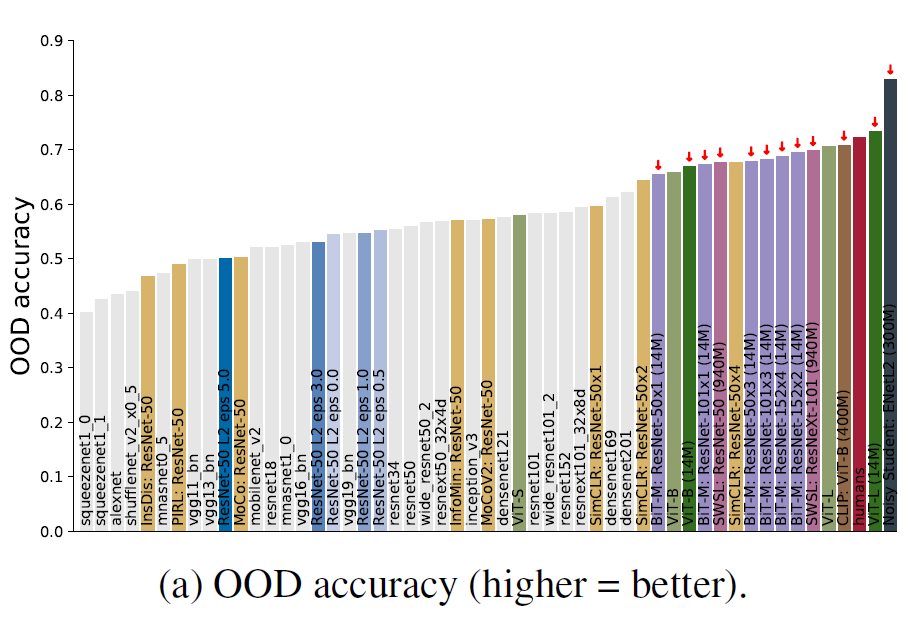 0.9
0.8
0.7
0.6
0.5
0.4
0.3
0.2
0.1
0.0
OOD accuracy
squeezenet1_0
squeezenet1_1
alexnet
shufflenet_v2_x0_5
InsDis: ResNet-50
mnasnet0_5
PIRL: ResNet-50
vgg11_bn
vgg13_bn
ResNet-50 L2 eps 5.0
MoCo: ResNet-50
mobilenet_v2
resnet18
mnasnet1_0
vgg16_bn
ResNet-50 L2 eps 3.0
ResNet-50 L2 eps 0.0
vgg19_bn
ResNet-50 L2 eps 1.0
ResNet-50 L2 eps 0.5
resnet34
resnet50
wide_resnet50_2
resnext50_32x4d
InfoMin: ResNet-50
inception_v3
MoCoV2: ResNet-50
densenet121
ViT-S
resnet101
wide_resnet101_2
resnet152
resnext101_32x8d
SimCLR: ResNet-50x1
densenet169
densenet201
SimCLR: ResNet-50x2
BiT-M: ResNet-50x1 (14M)
ViT-B
ViT-B (14M)
BiT-M: ResNet-101x1 (14M)
SWSL: ResNet-50 (940M)
SimCLR: ResNet-50x4
BiT-M: ResNet-50x3 (14M)
BiT-M: ResNet-101x3 (14M)
BiT-M: ResNet-152x4 (14M)
BiT-M: ResNet-152x2 (14M)
SWSL: ResNeXt-101 (940M)
ViT-L
CLIP: ViT-B (400M)
humans
ViT-L (14M)
Noisy Student: ENetL2 (300M)
(a) OOD accuracy (higher = better).